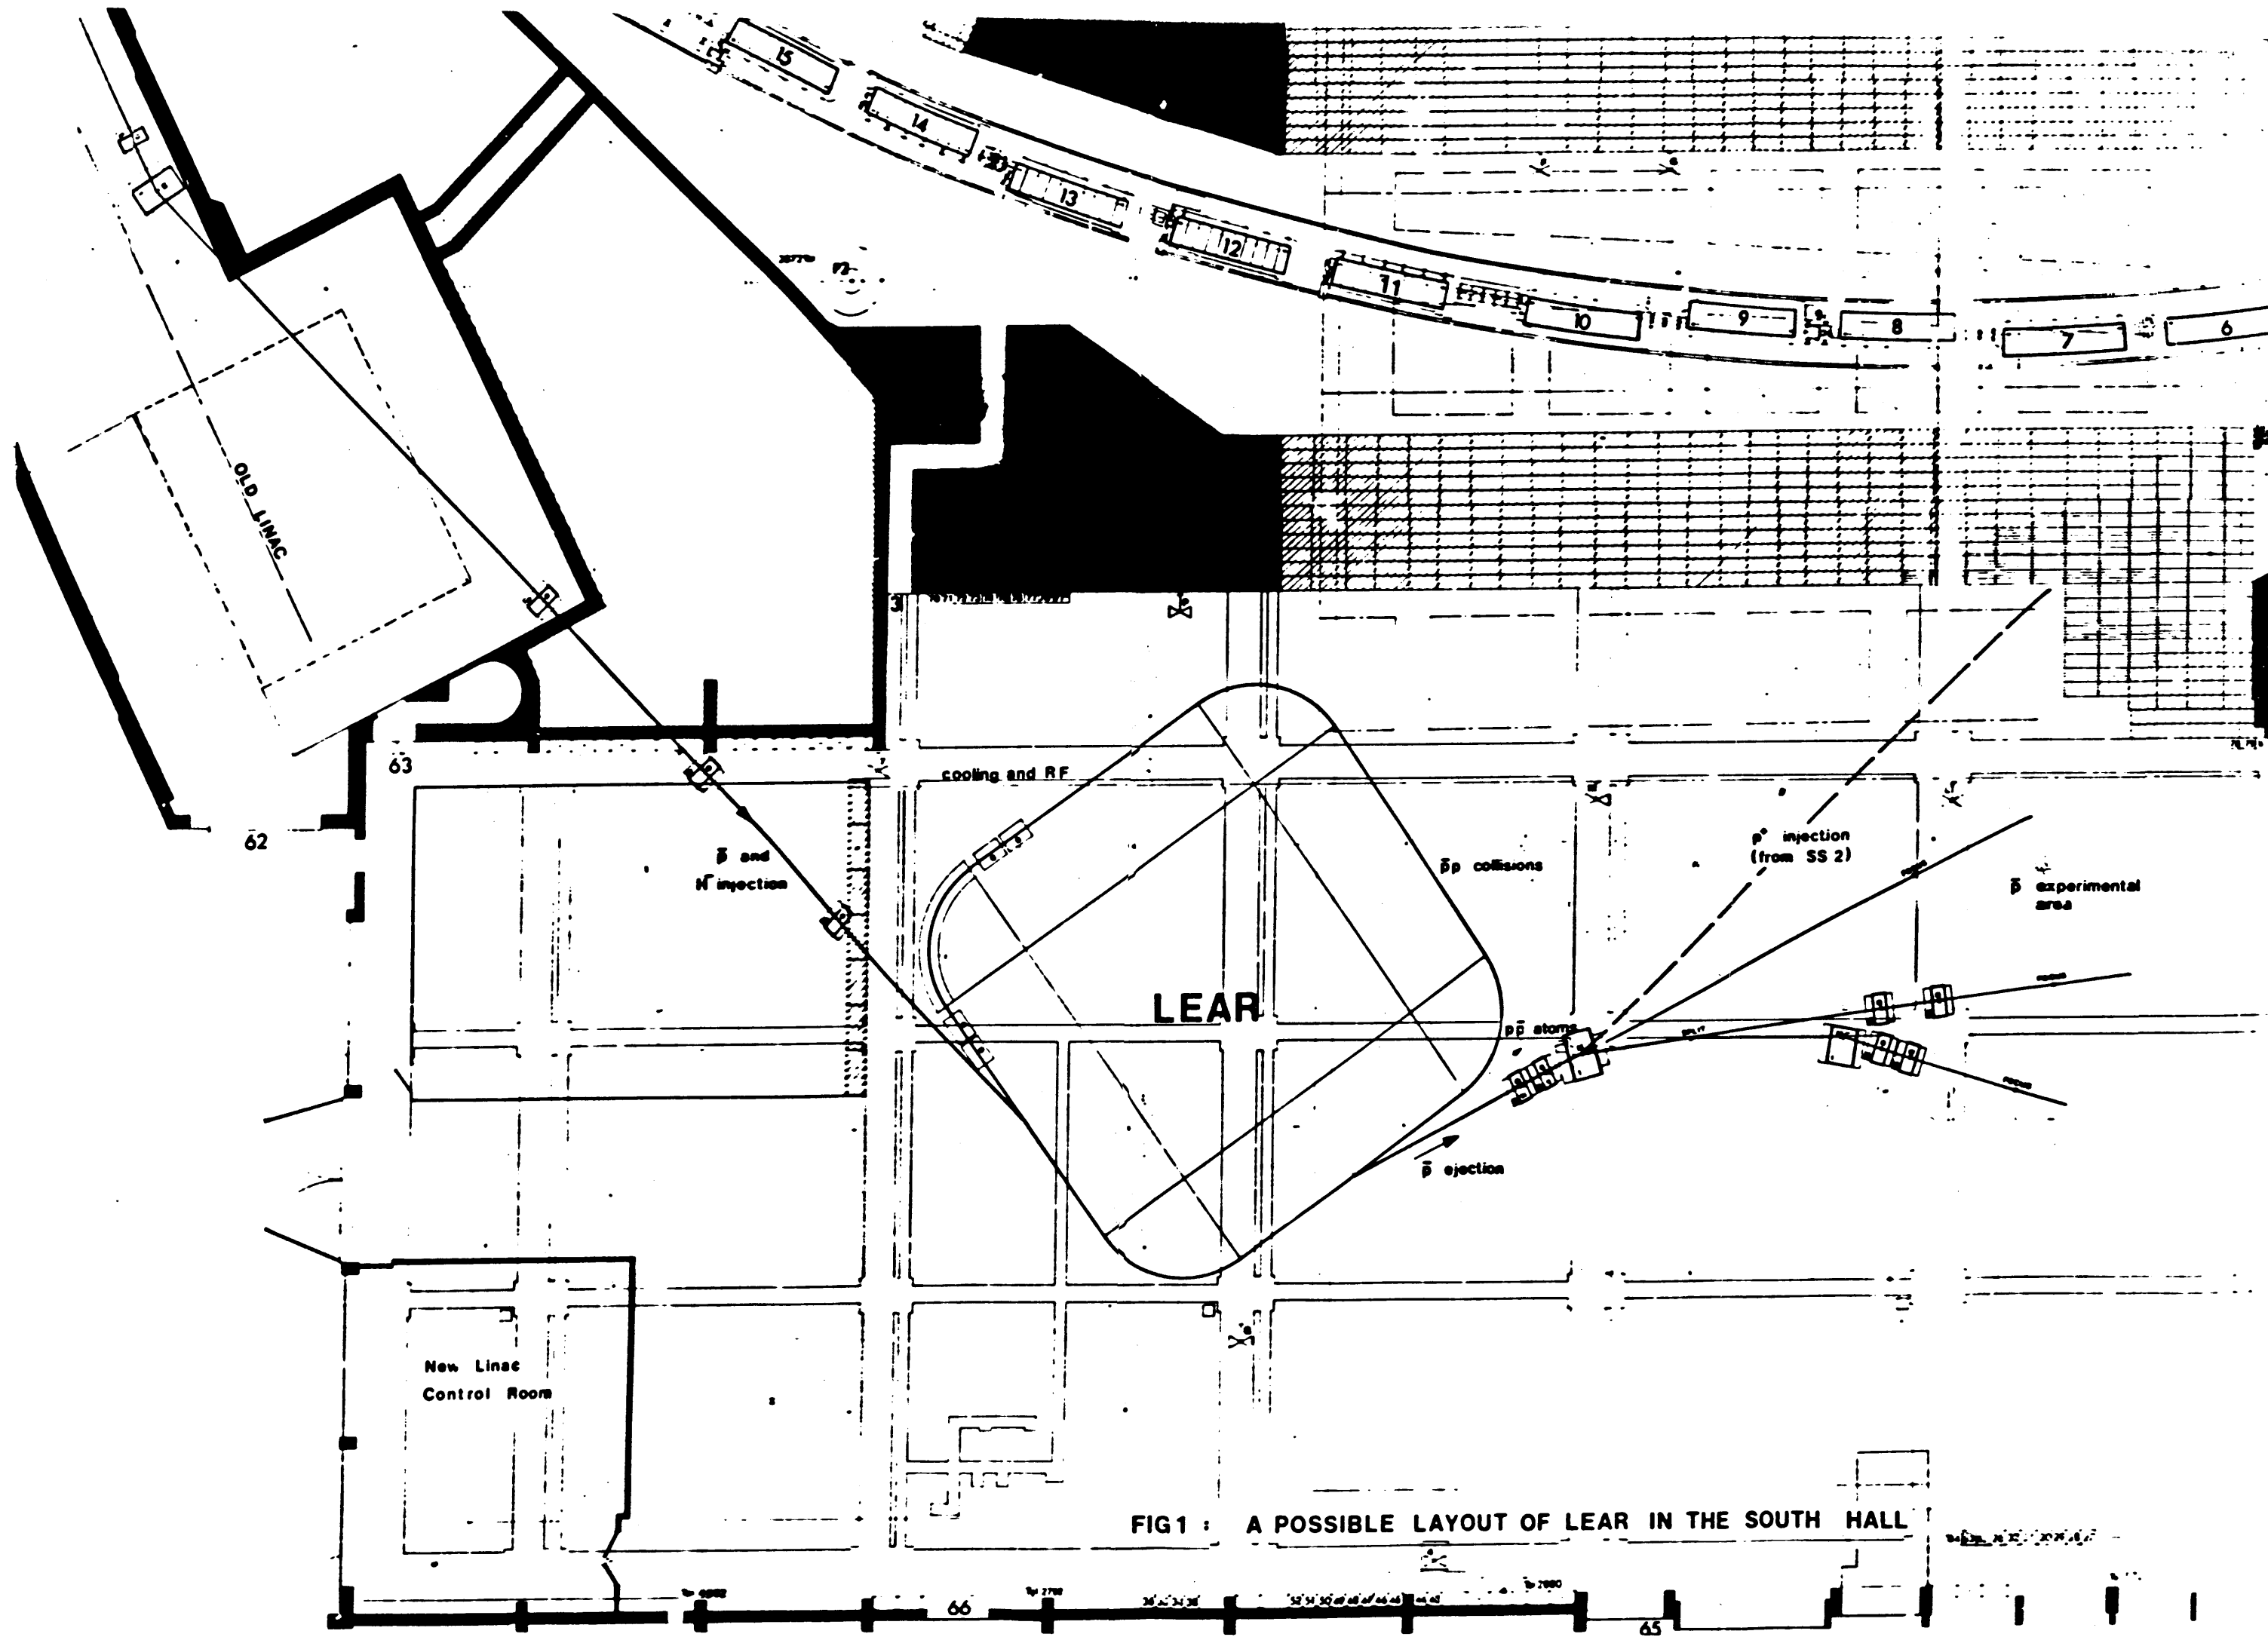 15
14
13
12
11
10
9
8
7
6
OLD LINAC
3
63
cooling and RF
62
p̄ and
H⁻ injection
p̄p collisions
p⁺ injection
(from SS 2)
p̄ experimental
area
LEAR
pp̄ atoms
SPLIT
p̄ ejection
New Linac
Control Room
FIG 1 : A POSSIBLE LAYOUT OF LEAR IN THE SOUTH HALL
66
65